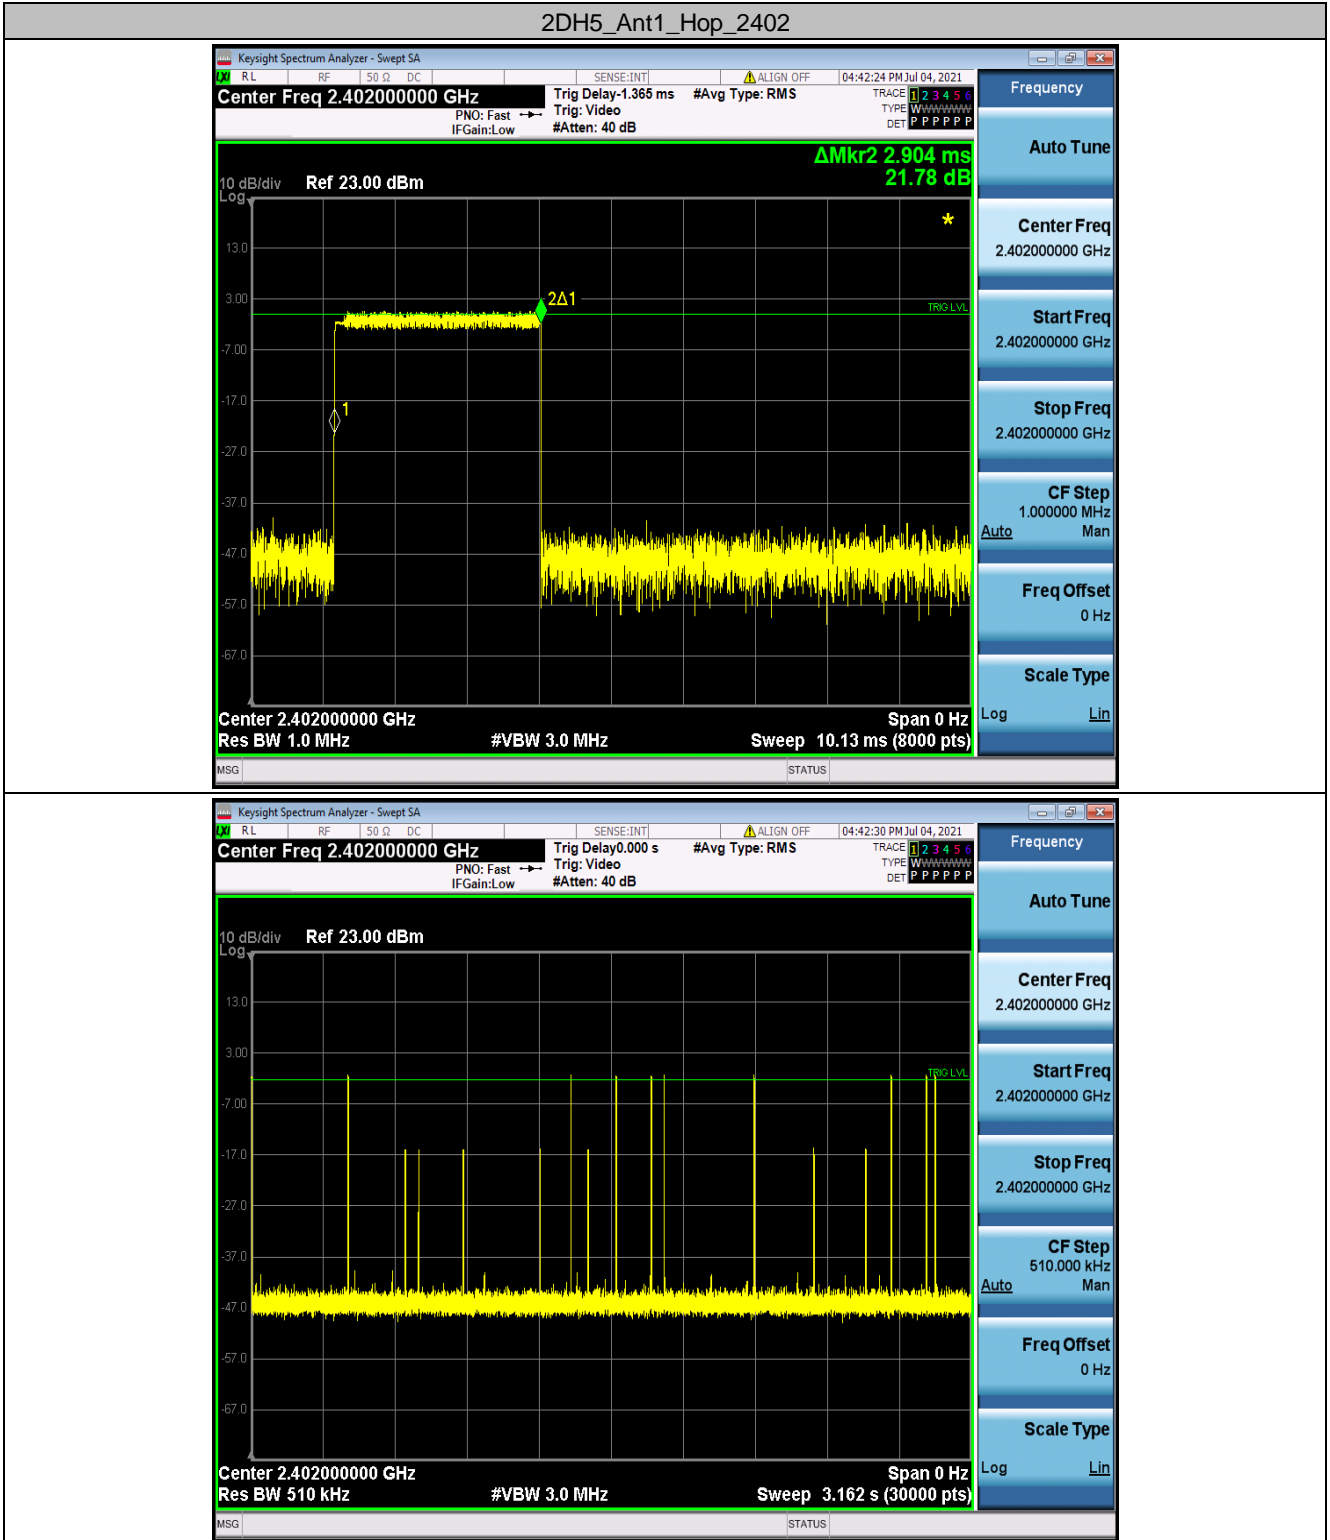 2DH5_Ant1_Hop_2402
Keysight Spectrum Analyzer - Swept SA
LXI RL RF 50 Ω DC SENSE:INT ALIGN OFF 04:42:24 PM Jul 04, 2021
Center Freq 2.402000000 GHz Trig Delay-1.365 ms #Avg Type: RMS TRACE 1 2 3 4 5 6
PNO: Fast Trig: Video TYPE WWWWWW
IFGain:Low #Atten: 40 dB DET P P P P P P
Frequency
ΔMkr2 2.904 ms
21.78 dB
10 dB/div Ref 23.00 dBm
Log
13.0
3.00
-7.00
-17.0
-27.0
-37.0
-47.0
-57.0
-67.0
*
2Δ1
TRIG LVL
1
Center 2.402000000 GHz Span 0 Hz
Res BW 1.0 MHz #VBW 3.0 MHz Sweep 10.13 ms (8000 pts)
MSG STATUS
Auto Tune
Center Freq
2.402000000 GHz
Start Freq
2.402000000 GHz
Stop Freq
2.402000000 GHz
CF Step
1.000000 MHz
Auto Man
Freq Offset
0 Hz
Scale Type
Log Lin
Keysight Spectrum Analyzer - Swept SA
LXI RL RF 50 Ω DC SENSE:INT ALIGN OFF 04:42:30 PM Jul 04, 2021
Center Freq 2.402000000 GHz Trig Delay0.000 s #Avg Type: RMS TRACE 1 2 3 4 5 6
PNO: Fast Trig: Video TYPE WWWWWW
IFGain:Low #Atten: 40 dB DET P P P P P P
Frequency
10 dB/div Ref 23.00 dBm
Log
13.0
3.00
-7.00
-17.0
-27.0
-37.0
-47.0
-57.0
-67.0
TRIG LVL
Center 2.402000000 GHz Span 0 Hz
Res BW 510 kHz #VBW 3.0 MHz Sweep 3.162 s (30000 pts)
MSG STATUS
Auto Tune
Center Freq
2.402000000 GHz
Start Freq
2.402000000 GHz
Stop Freq
2.402000000 GHz
CF Step
510.000 kHz
Auto Man
Freq Offset
0 Hz
Scale Type
Log Lin